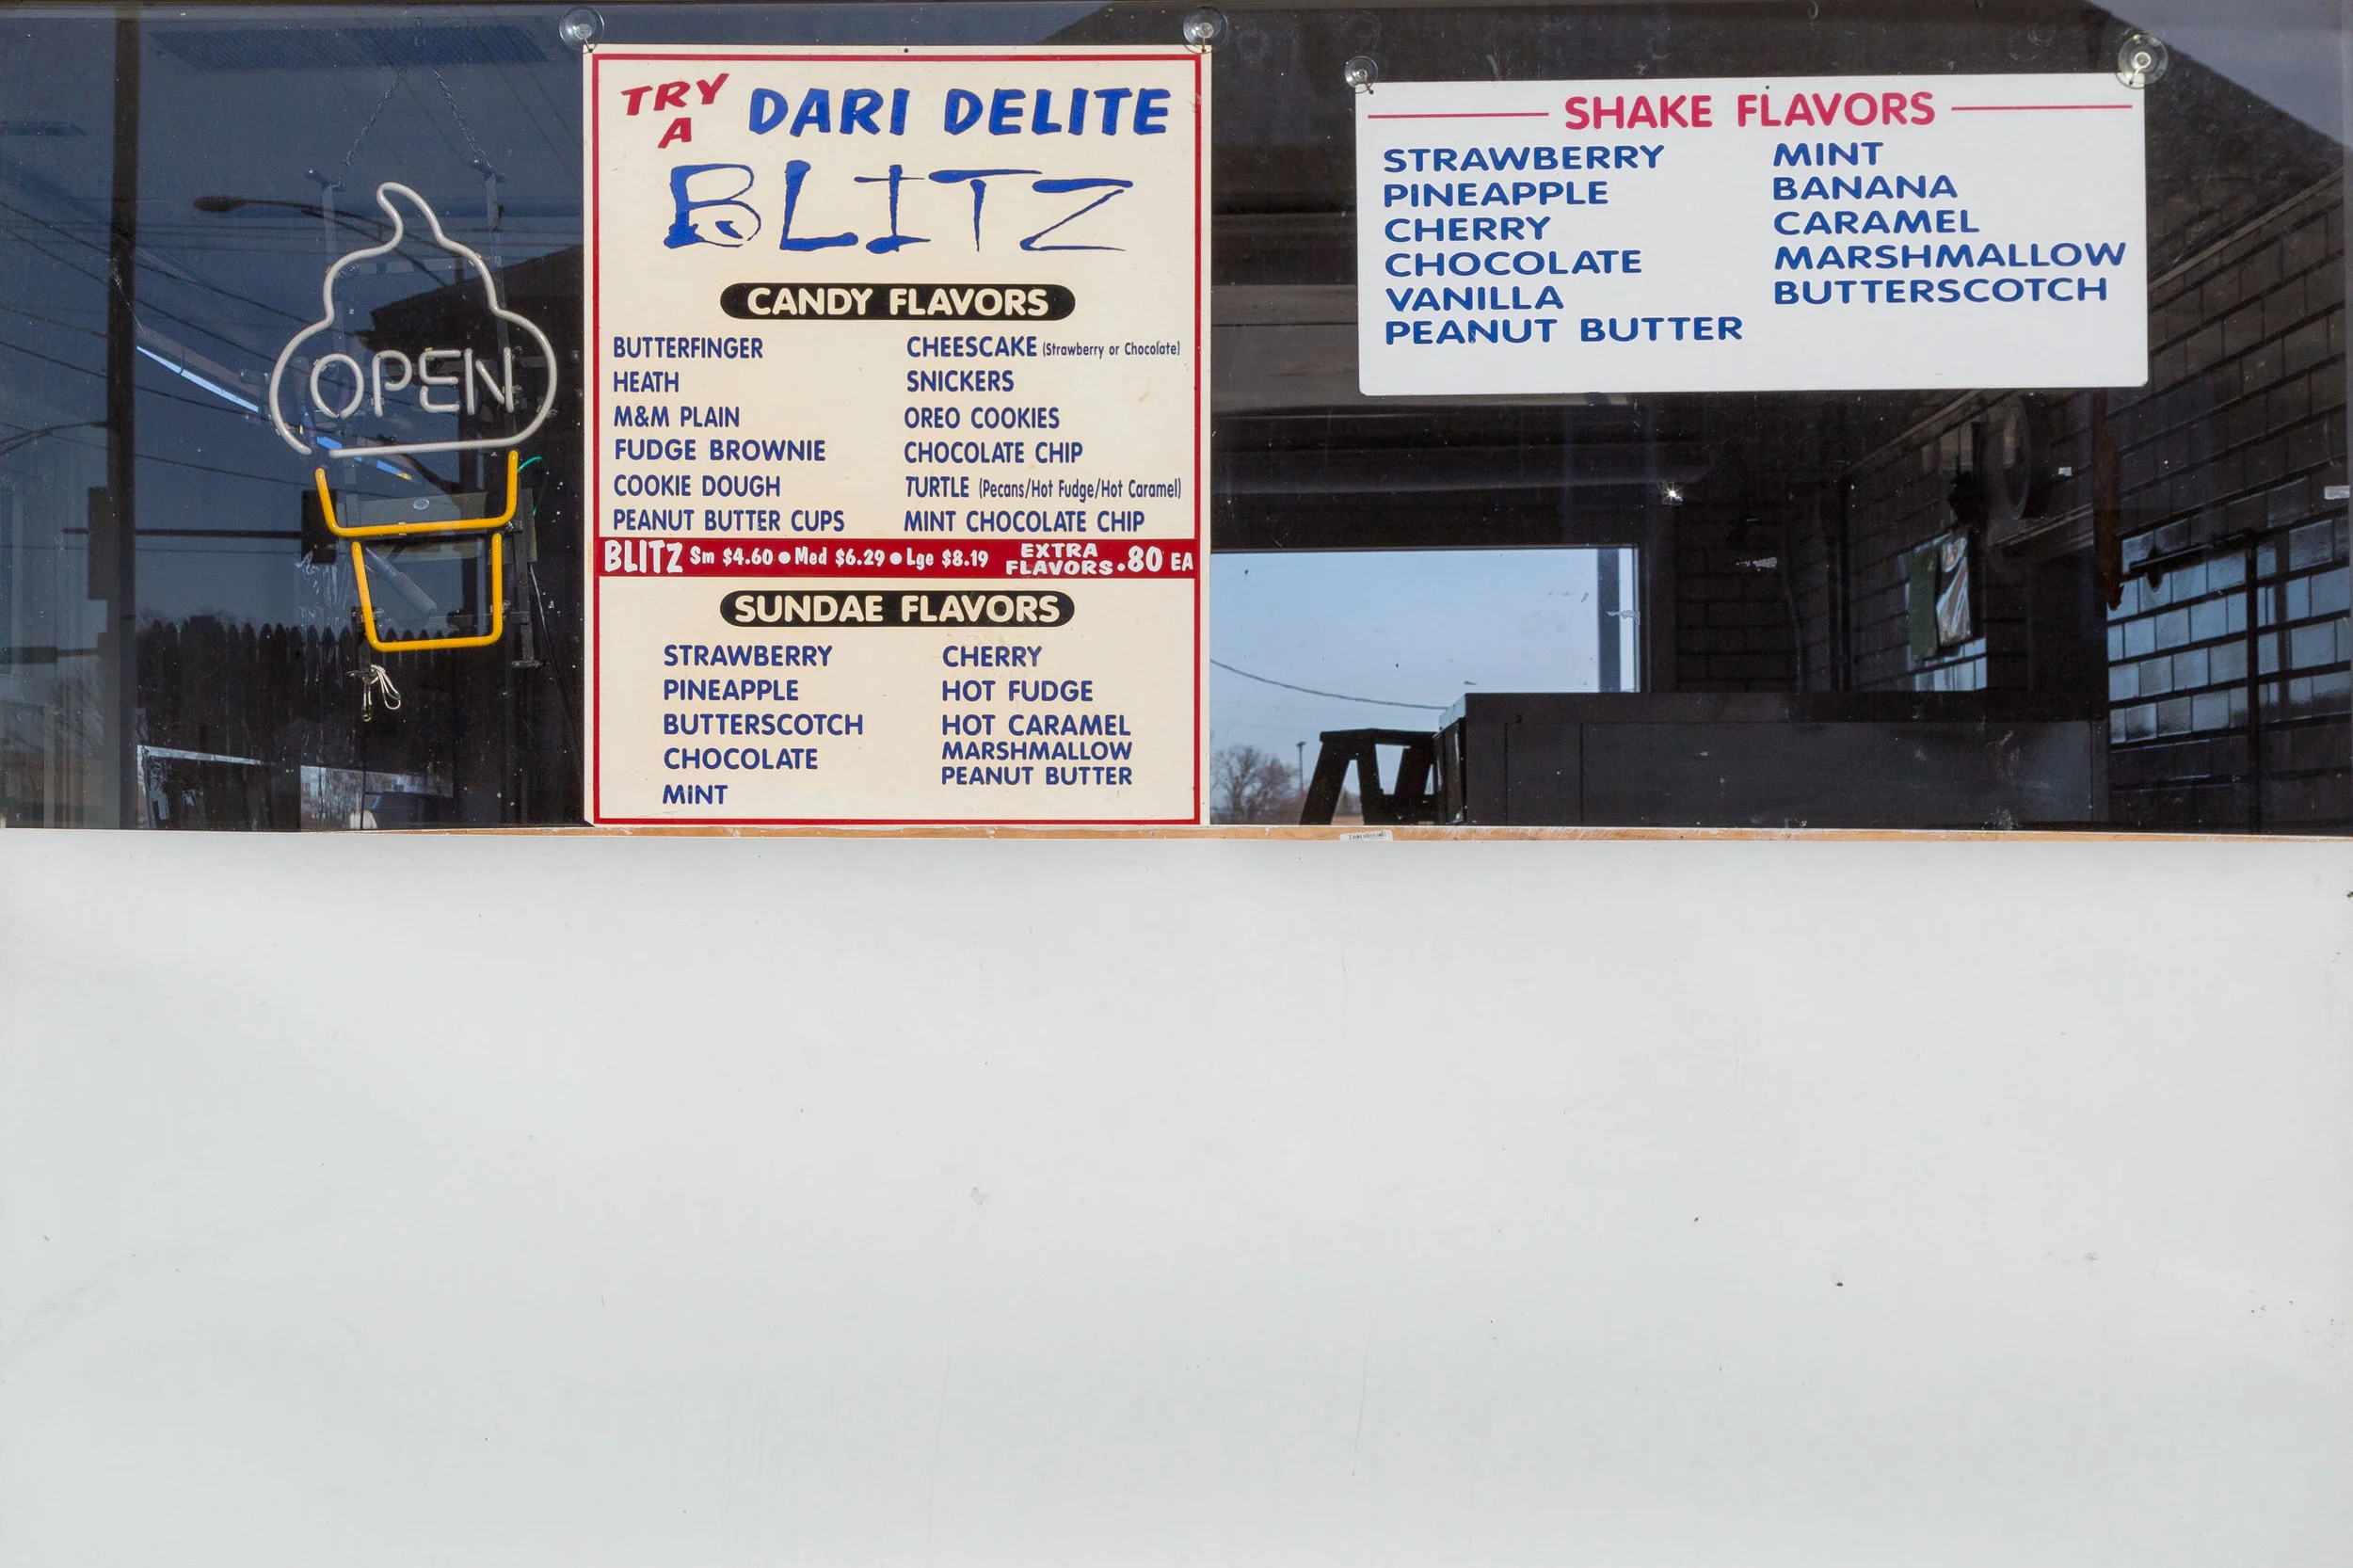 OPEN
TRY A DARI DELITE
BLITZ
CANDY FLAVORS
BUTTERFINGER
HEATH
M&M PLAIN
FUDGE BROWNIE
COOKIE DOUGH
PEANUT BUTTER CUPS
CHEESCAKE (Strawberry or Chocolate)
SNICKERS
OREO COOKIES
CHOCOLATE CHIP
TURTLE (Pecans/Hot Fudge/Hot Caramel)
MINT CHOCOLATE CHIP
BLITZ Sm $4.60 ● Med $6.29 ● Lge $8.19 EXTRA FLAVORS .80 EA
SUNDAE FLAVORS
STRAWBERRY
PINEAPPLE
BUTTERSCOTCH
CHOCOLATE
MINT
CHERRY
HOT FUDGE
HOT CARAMEL
MARSHMALLOW
PEANUT BUTTER
SHAKE FLAVORS
STRAWBERRY
PINEAPPLE
CHERRY
CHOCOLATE
VANILLA
PEANUT BUTTER
MINT
BANANA
CARAMEL
MARSHMALLOW
BUTTERSCOTCH